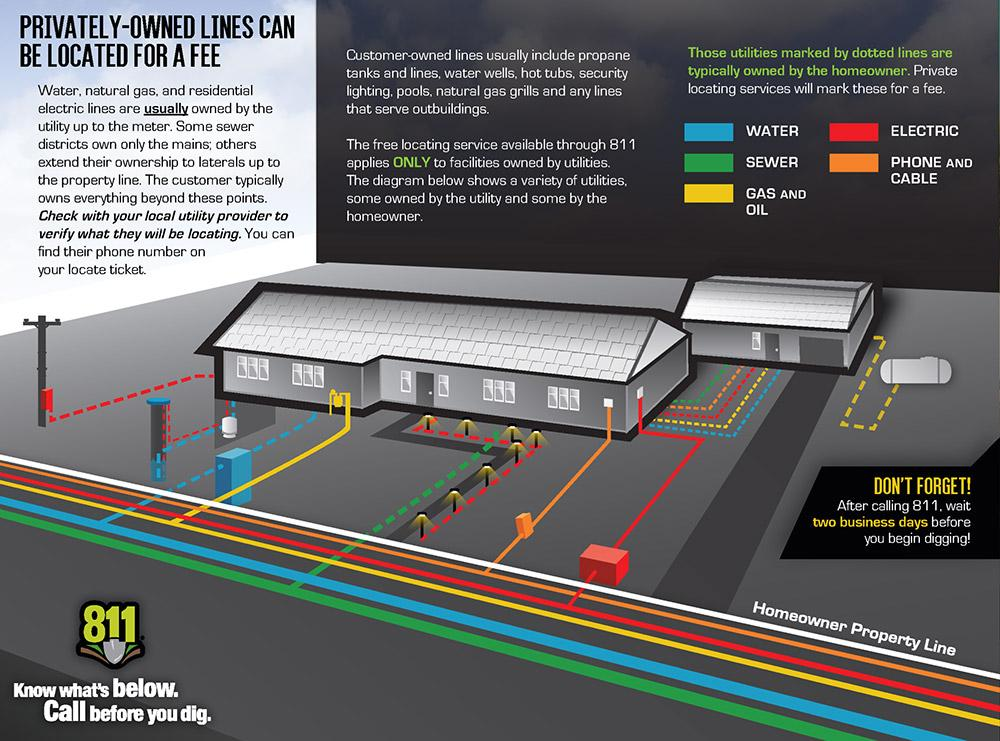 PRIVATELY-OWNED LINES CAN
BE LOCATED FOR A FEE
Water, natural gas, and residential
electric lines are usually owned by the
utility up to the meter. Some sewer
districts own only the mains; others
extend their ownership to laterals up to
the property line. The customer typically
owns everything beyond these points.
Check with your local utility provider to
verify what they will be locating. You can
find their phone number on
your locate ticket.
Customer-owned lines usually include propane
tanks and lines, water wells, hot tubs, security
lighting, pools, natural gas grills and any lines
that serve outbuildings.
The free locating service available through 811
applies ONLY to facilities owned by utilities.
The diagram below shows a variety of utilities,
some owned by the utility and some by the
homeowner.
Those utilities marked by dotted lines are
typically owned by the homeowner. Private
locating services will mark these for a fee.
WATER
SEWER
GAS AND
OIL
ELECTRIC
PHONE AND
CABLE
DON'T FORGET!
After calling 811, wait
two business days before
you begin digging!
Homeowner Property Line
811
Know what's below.
Call before you dig.